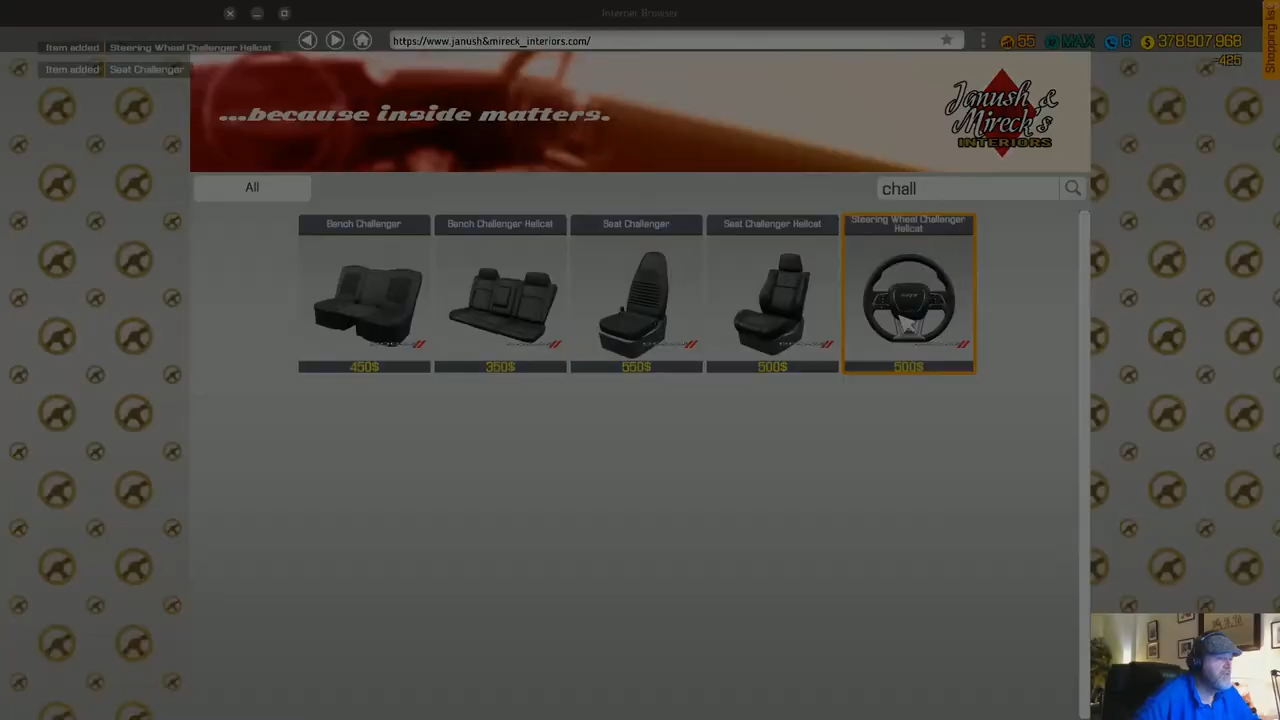 Internet Browser
Item added Steering Wheel Challenger Hellcat
https://www.janush&mireck_interiors.com/
55 MAX 6 378,907,968
-425
Shopping list
Item added Seat Challenger
...because inside matters.
Janush &
Mireck's
INTERIORS
All
chall
Bench Challenger
Bench Challenger Hellcat
Seat Challenger
Seat Challenger Hellcat
Steering Wheel Challenger
Hellcat
450$
350$
550$
500$
500$